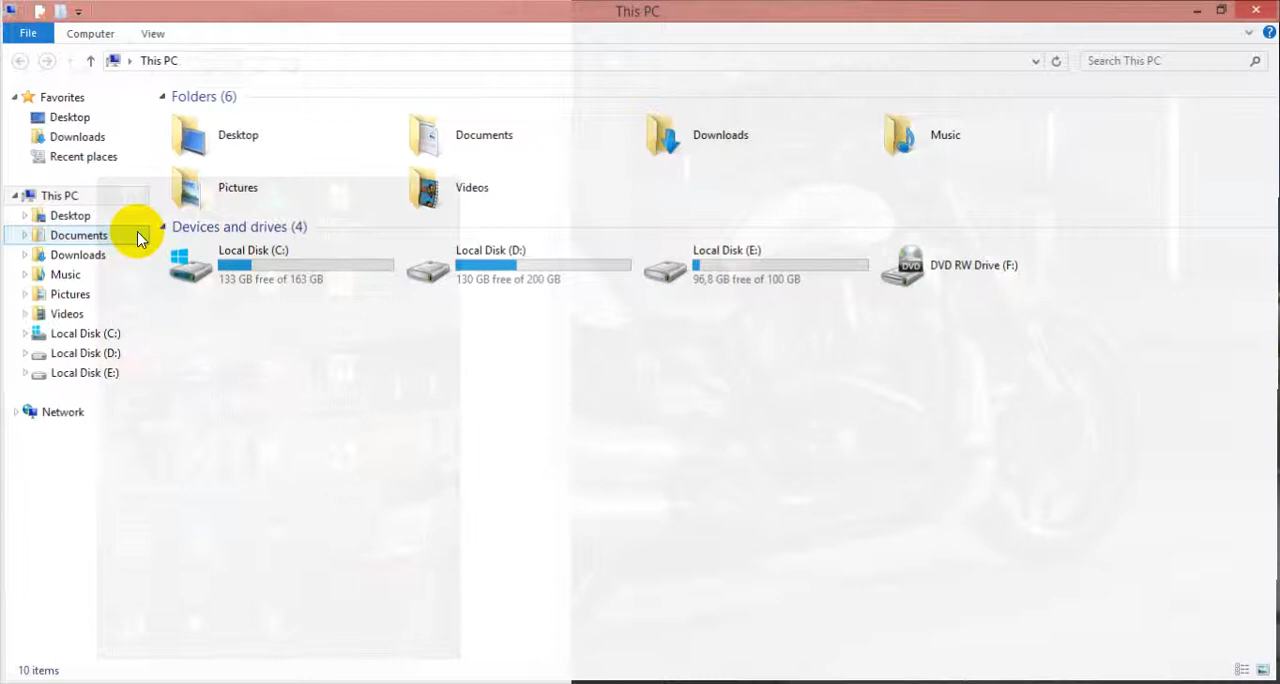 This PC
File Computer View
This PC
Search This PC
Favorites
Desktop
Downloads
Recent places
This PC
Desktop
Documents
Downloads
Music
Pictures
Videos
Local Disk (C:)
Local Disk (D:)
Local Disk (E:)
Network
Folders (6)
Desktop
Documents
Downloads
Music
Pictures
Videos
Devices and drives (4)
Local Disk (C:)
133 GB free of 163 GB
Local Disk (D:)
130 GB free of 200 GB
Local Disk (E:)
96,8 GB free of 100 GB
DVD
DVD RW Drive (F:)
10 items